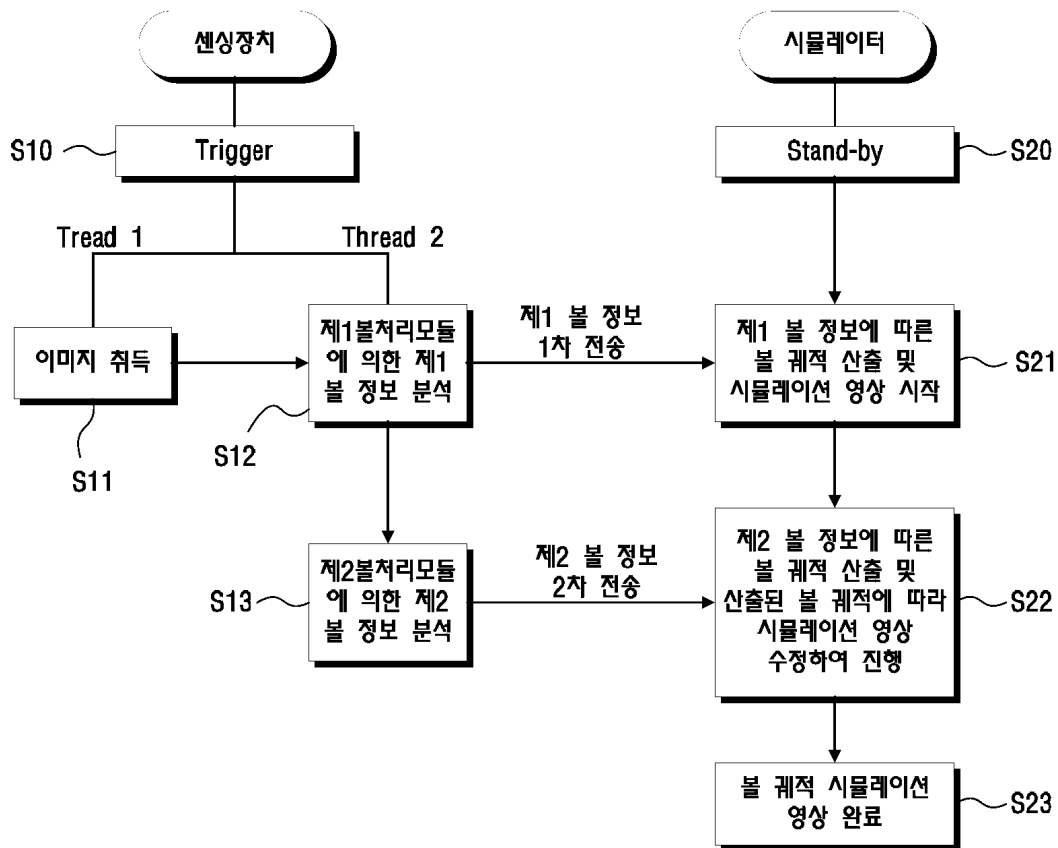 센싱장치
시뮬레이터
S10
Trigger
Stand-by
S20
Tread 1
Thread 2
이미지 취득
S11
제1볼처리모듈
에 의한 제1
볼 정보 분석
S12
제1 볼 정보
1차 전송
제1 볼 정보에 따른
볼 궤적 산출 및
시뮬레이션 영상 시작
S21
S13
제2볼처리모듈
에 의한 제2
볼 정보 분석
제2 볼 정보
2차 전송
제2 볼 정보에 따른
볼 궤적 산출 및
산출된 볼 궤적에 따라
시뮬레이션 영상
수정하여 진행
S22
볼 궤적 시뮬레이션
영상 완료
S23